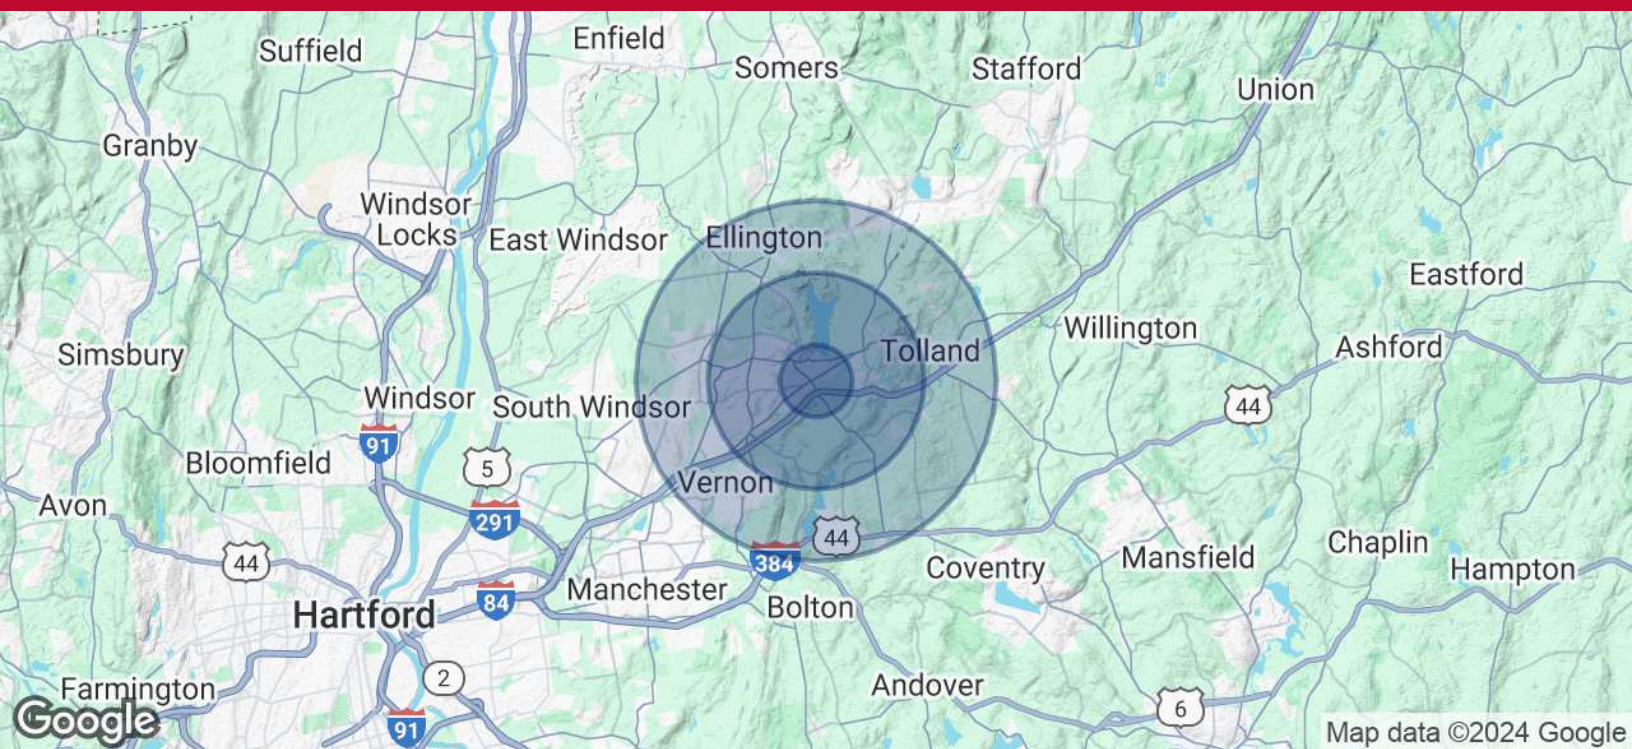 Suffield
Enfield
Somers
Stafford
Union
Granby
Windsor
Locks
East Windsor
Ellington
Eastford
Willington
Tolland
Ashford
Simsbury
Windsor
South Windsor
44
91
5
Bloomfield
Vernon
Avon
291
44
44
384
Coventry
Mansfield
Chaplin
Hampton
84
Manchester
Bolton
Hartford
2
Andover
Farmington
6
Google
91
Map data ©2024 Google